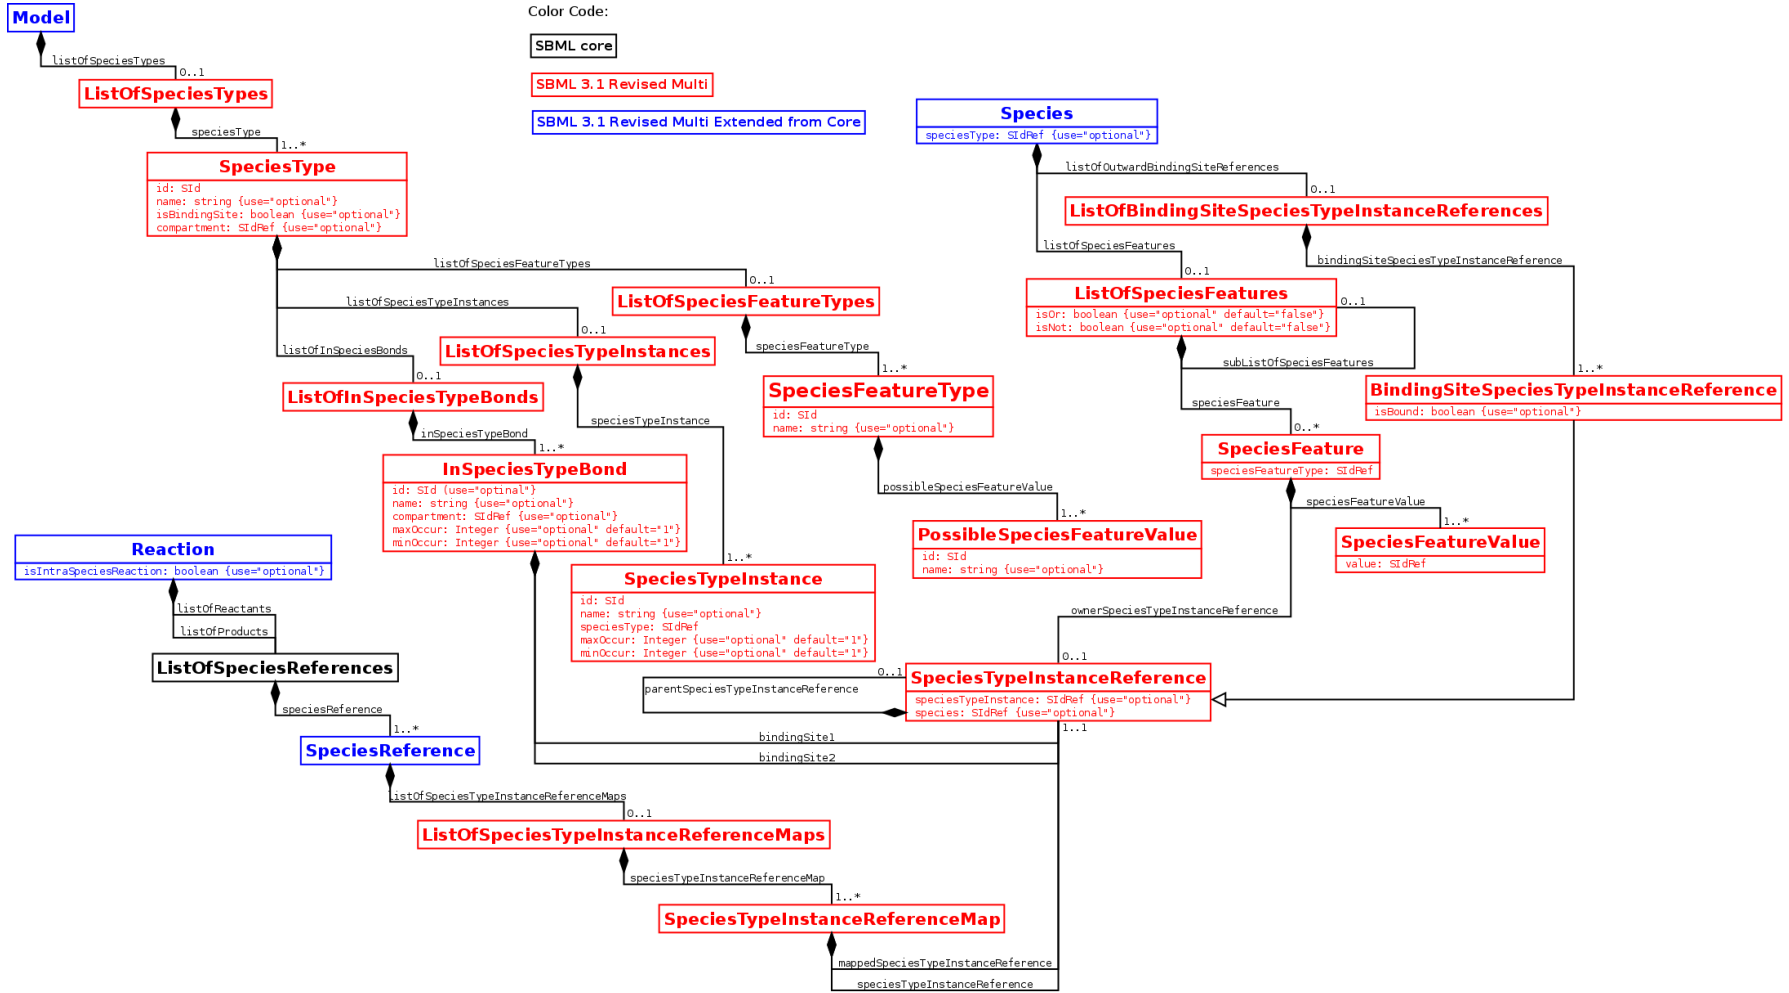 Model
Color Code:
SBML core
SBML 3.1 Revised Multi
SBML 3.1 Revised Multi Extended from Core
listOfSpeciesTypes
0..1
ListOfSpeciesTypes
speciesType
1..*
SpeciesType
id: SId
name: string {use="optional"}
isBindingSite: boolean {use="optional"}
compartment: SIdRef {use="optional"}
listOfSpeciesFeatureTypes
0..1
ListOfSpeciesFeatureTypes
listOfSpeciesTypeInstances
0..1
ListOfSpeciesTypeInstances
listOfInSpeciesBonds
0..1
ListOfInSpeciesTypeBonds
speciesFeatureType
1..*
SpeciesFeatureType
id: SId
name: string {use="optional"}
speciesTypeInstance
inSpeciesTypeBond
1..*
InSpeciesTypeBond
id: SId (use="optinal"}
name: string {use="optional"}
compartment: SIdRef {use="optional"}
maxOccur: Integer {use="optional" default="1"}
minOccur: Integer {use="optional" default="1"}
possibleSpeciesFeatureValue
1..*
PossibleSpeciesFeatureValue
id: SId
name: string {use="optional"}
1..*
SpeciesTypeInstance
id: SId
name: string {use="optional"}
speciesType: SIdRef
maxOccur: Integer {use="optional" default="1"}
minOccur: Integer {use="optional" default="1"}
Species
speciesType: SIdRef {use="optional"}
listOfOutwardBindingSiteReferences
0..1
ListOfBindingSiteSpeciesTypeInstanceReferences
listOfSpeciesFeatures
0..1
bindingSiteSpeciesTypeInstanceReference
ListOfSpeciesFeatures
isOr: boolean {use="optional" default="false"}
isNot: boolean {use="optional" default="false"}
0..1
subListOfSpeciesFeatures
1..*
BindingSiteSpeciesTypeInstanceReference
isBound: boolean {use="optional"}
speciesFeature
0..*
SpeciesFeature
speciesFeatureType: SIdRef
speciesFeatureValue
1..*
SpeciesFeatureValue
value: SIdRef
ownerSpeciesTypeInstanceReference
0..1
SpeciesTypeInstanceReference
speciesTypeInstance: SIdRef {use="optional"}
species: SIdRef {use="optional"}
0..1
parentSpeciesTypeInstanceReference
1..1
bindingSite1
bindingSite2
Reaction
isIntraSpeciesReaction: boolean {use="optional"}
listOfReactants
listOfProducts
ListOfSpeciesReferences
speciesReference
1..*
SpeciesReference
listOfSpeciesTypeInstanceReferenceMaps
0..1
ListOfSpeciesTypeInstanceReferenceMaps
speciesTypeInstanceReferenceMap
1..*
SpeciesTypeInstanceReferenceMap
mappedSpeciesTypeInstanceReference
speciesTypeInstanceReference